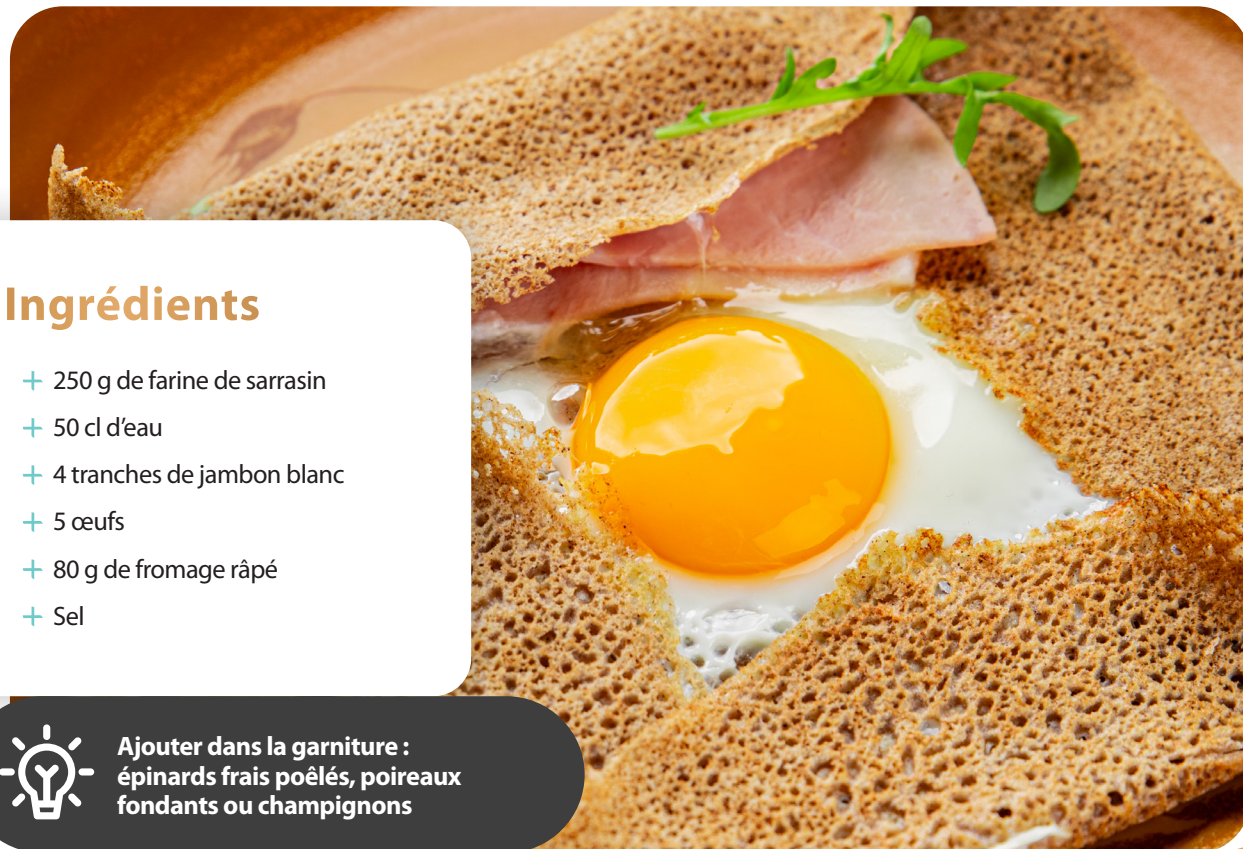 Ingrédients
+ 250 g de farine de sarrasin
+ 50 cl d’eau
+ 4 tranches de jambon blanc
+ 5 œufs
+ 80 g de fromage râpé
+ Sel
Ajouter dans la garniture :
épinards frais poêlés, poireaux
fondants ou champignons